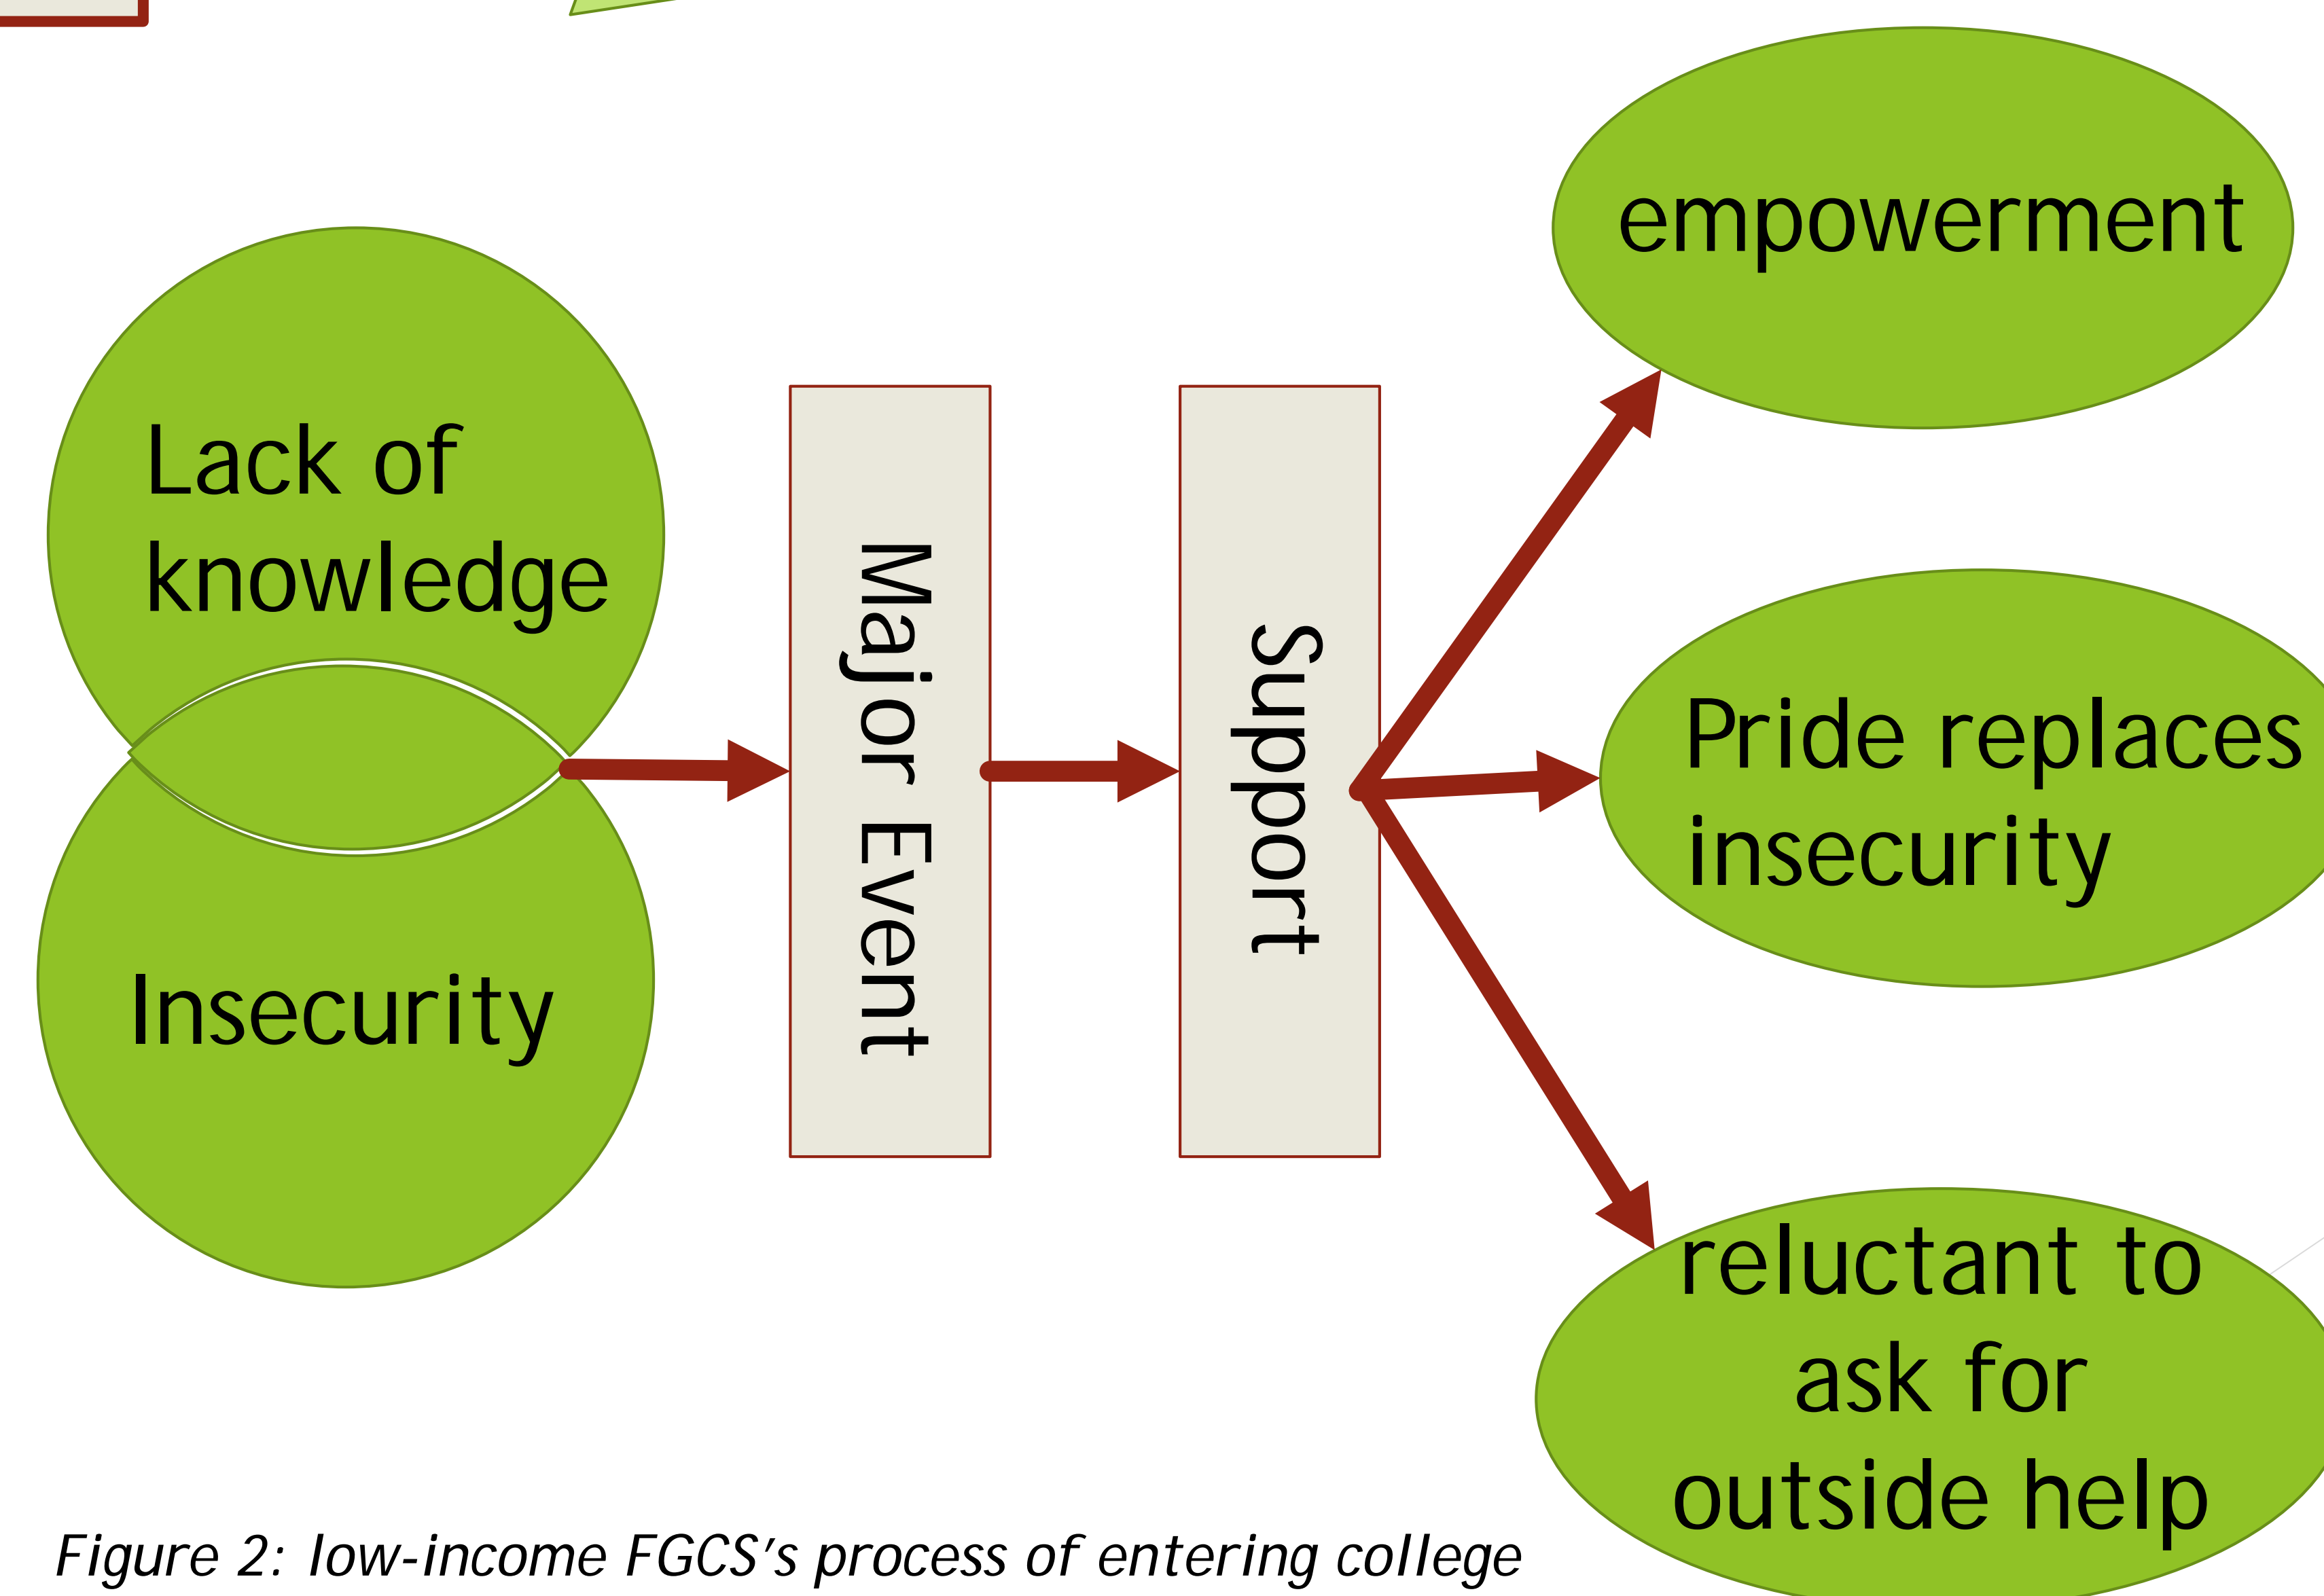 Lack of
knowledge
Insecurity
Major Event
Support
empowerment
Pride replaces
insecurity
reluctant to
ask for
outside help
Figure 2: low-income FGCS's process of entering college